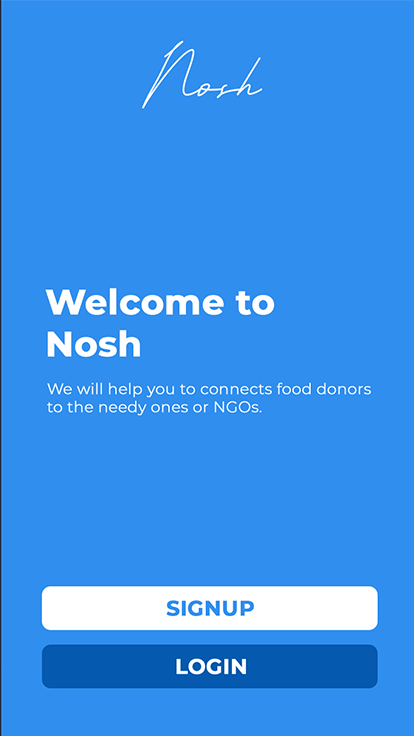 Nosh
Welcome to
Nosh
We will help you to connects food donors
to the needy ones or NGOs.
SIGNUP
LOGIN